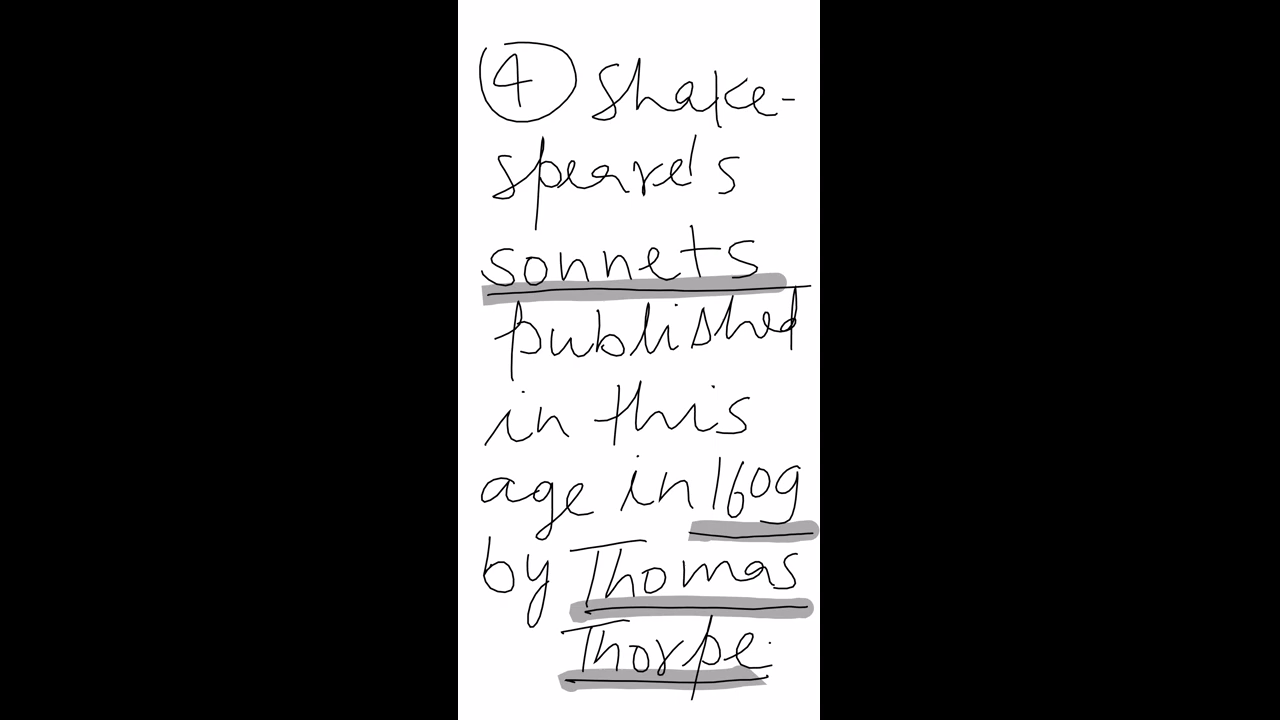 ④ Shake-
speare's
sonnets
published
in this
age in 1609
by Thomas
Thorpe.